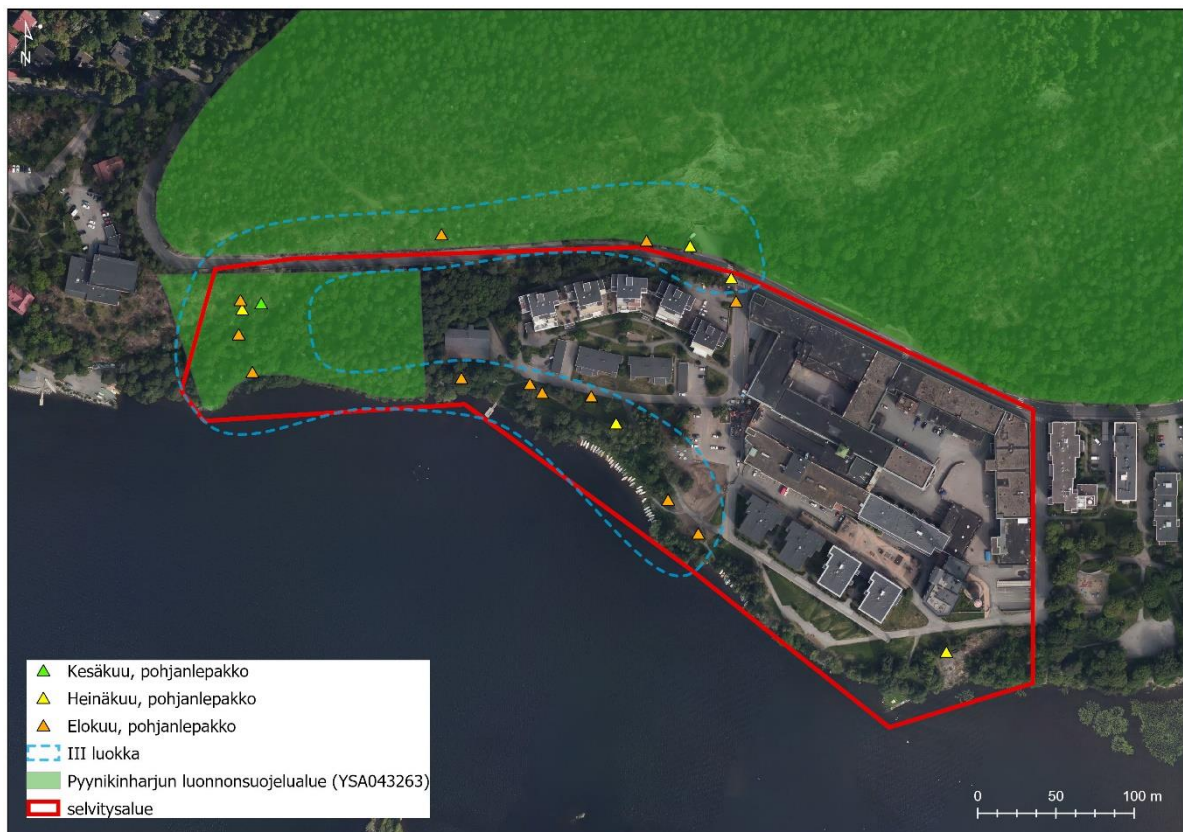 N
Kesäkuu, pohjanlepakko
Heinäkuu, pohjanlepakko
Elokuu, pohjanlepakko
III luokka
Pyynikinharjun luonnonsuojelualue (YSA043263)
selvitysalue
0 50 100 m